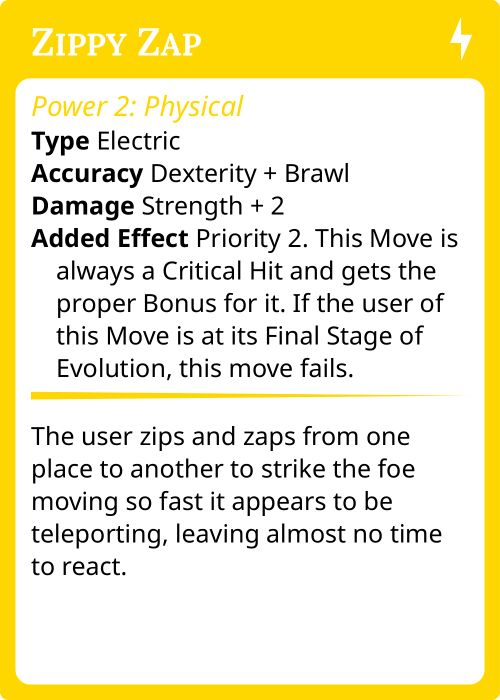 Zippy Zap
Power 2: Physical
Type Electric
Accuracy Dexterity + Brawl
Damage Strength + 2
Added Effect Priority 2. This Move is
always a Critical Hit and gets the
proper Bonus for it. If the user of
this Move is at its Final Stage of
Evolution, this move fails.
The user zips and zaps from one
place to another to strike the foe
moving so fast it appears to be
teleporting, leaving almost no time
to react.